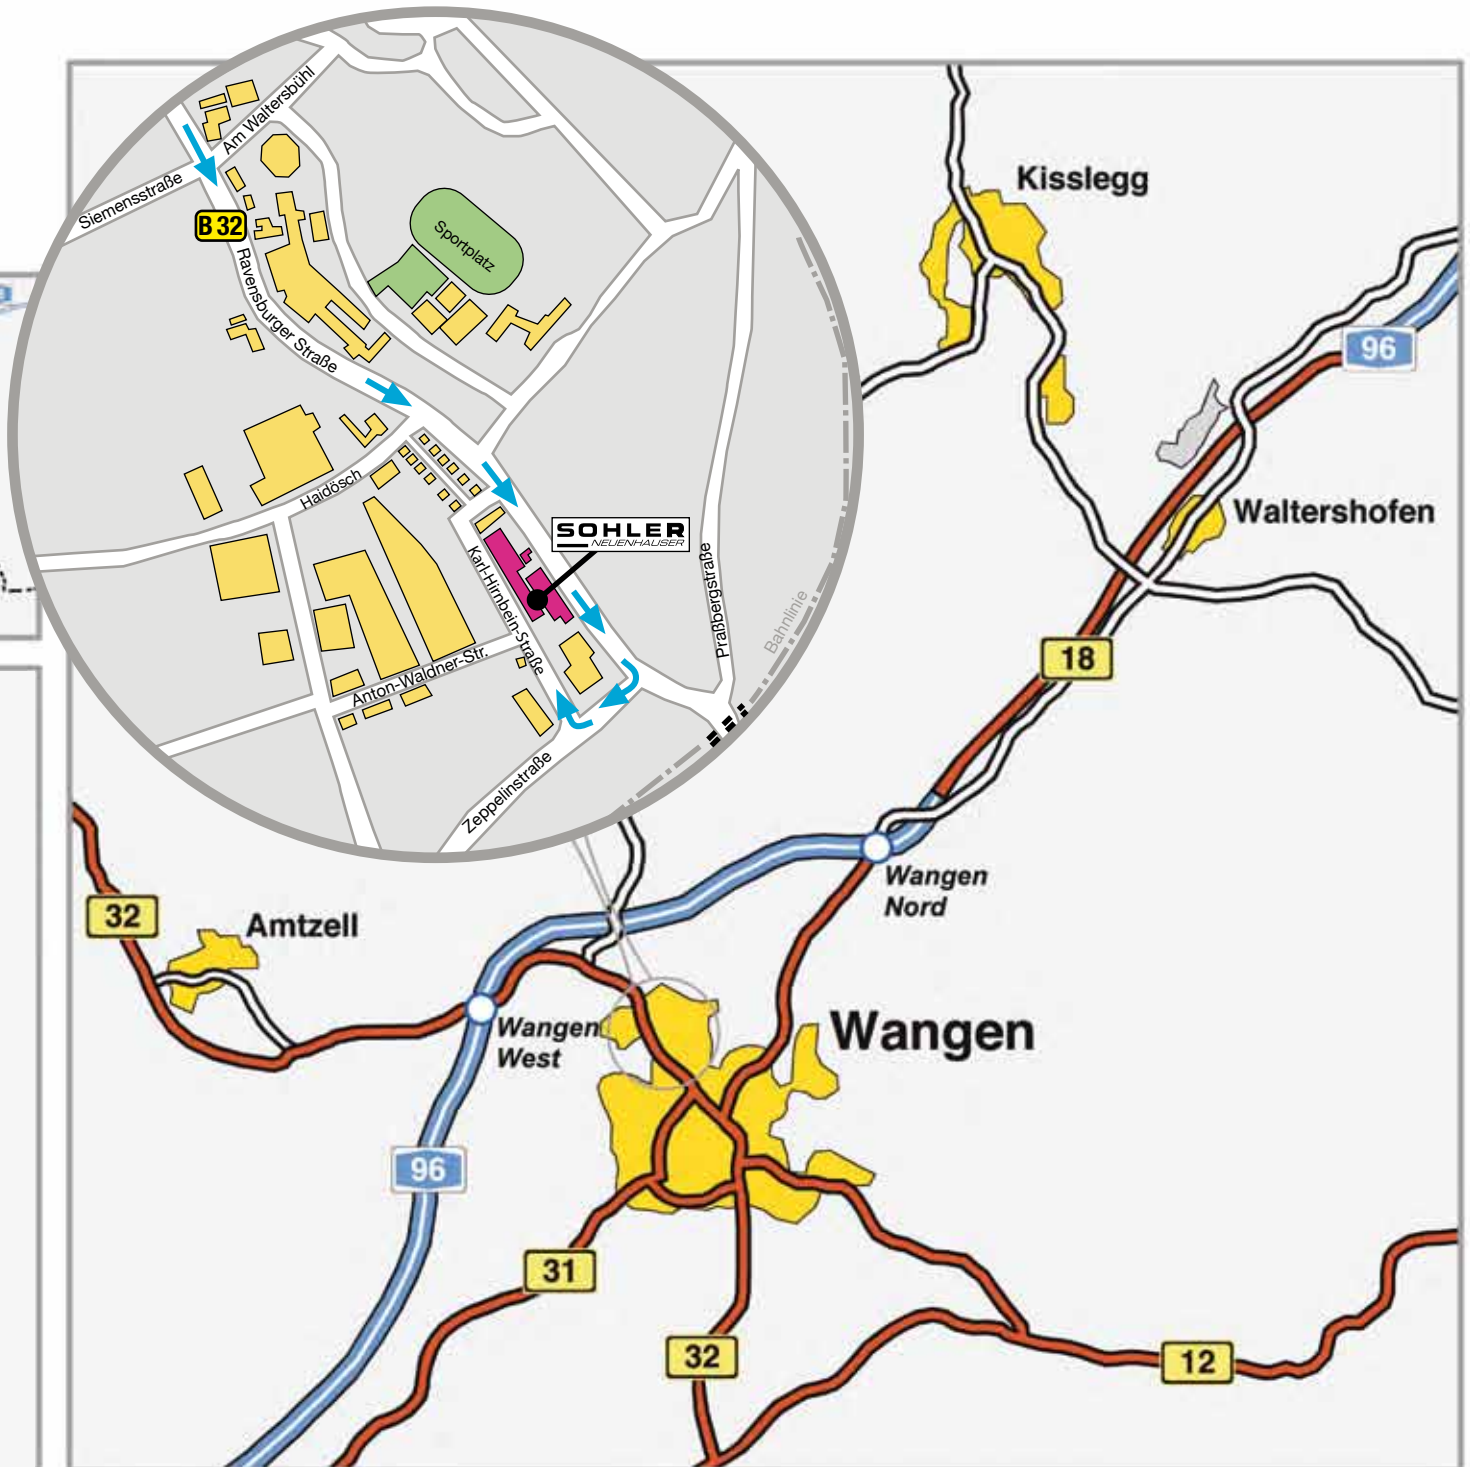 Am Waltersbühl
Siemensstraße
B 32
Sportplatz
Ravensburger Straße
Haidösch
SOHLER
NEUENHAUSER
Karl-Hirnbein-Straße
Praßbergstraße
Bahnlinie
Anton-Waldner-Str.
Zeppelinstraße
Kisslegg
96
Waltershofen
18
Wangen
Nord
32
Amtzell
Wangen
West
Wangen
96
31
32
12